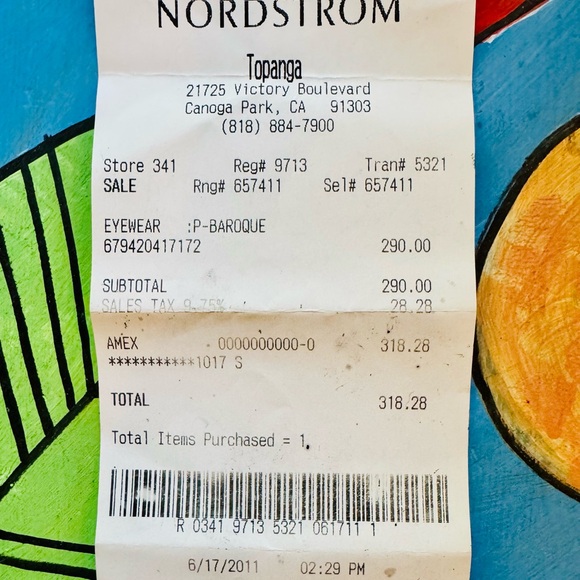 NORDSTROM
Topanga
21725 Victory Boulevard
Canoga Park, CA 91303
(818) 884-7900
Store 341 Reg# 9713 Tran# 5321
SALE Rng# 657411 Sel# 657411
EYEWEAR :P-BAROQUE
679420417172 290.00
SUBTOTAL 290.00
SALES TAX 9.75% 28.28
AMEX 0000000000-0 318.28
***********1017 S
TOTAL 318.28
Total Items Purchased = 1
R 0341 9713 5321 061711 1
6/17/2011 02:29 PM